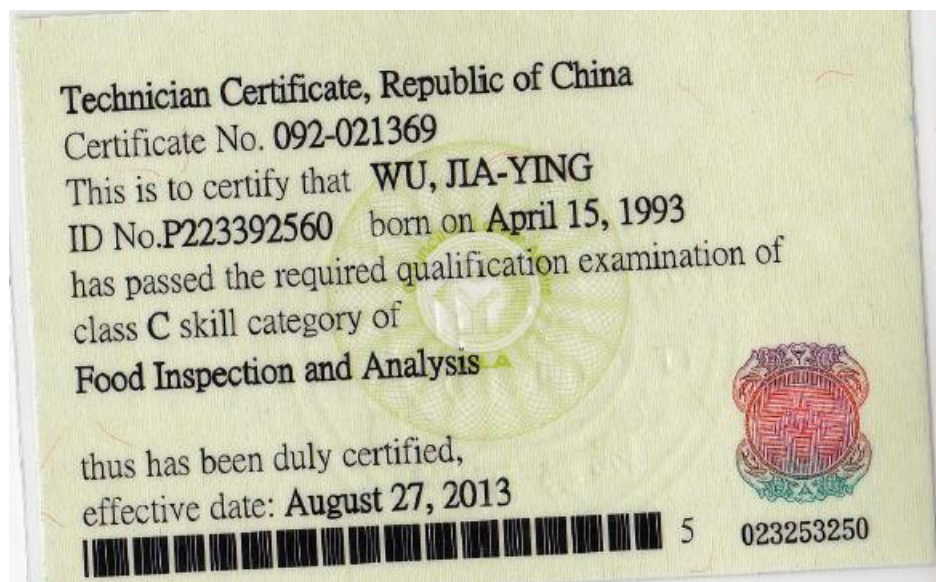 Technician Certificate, Republic of China
Certificate No. 092-021369
This is to certify that WU, JIA-YING
ID No.P223392560 born on April 15, 1993
has passed the required qualification examination of
class C skill category of
Food Inspection and Analysis
thus has been duly certified,
effective date: August 27, 2013
5 023253250